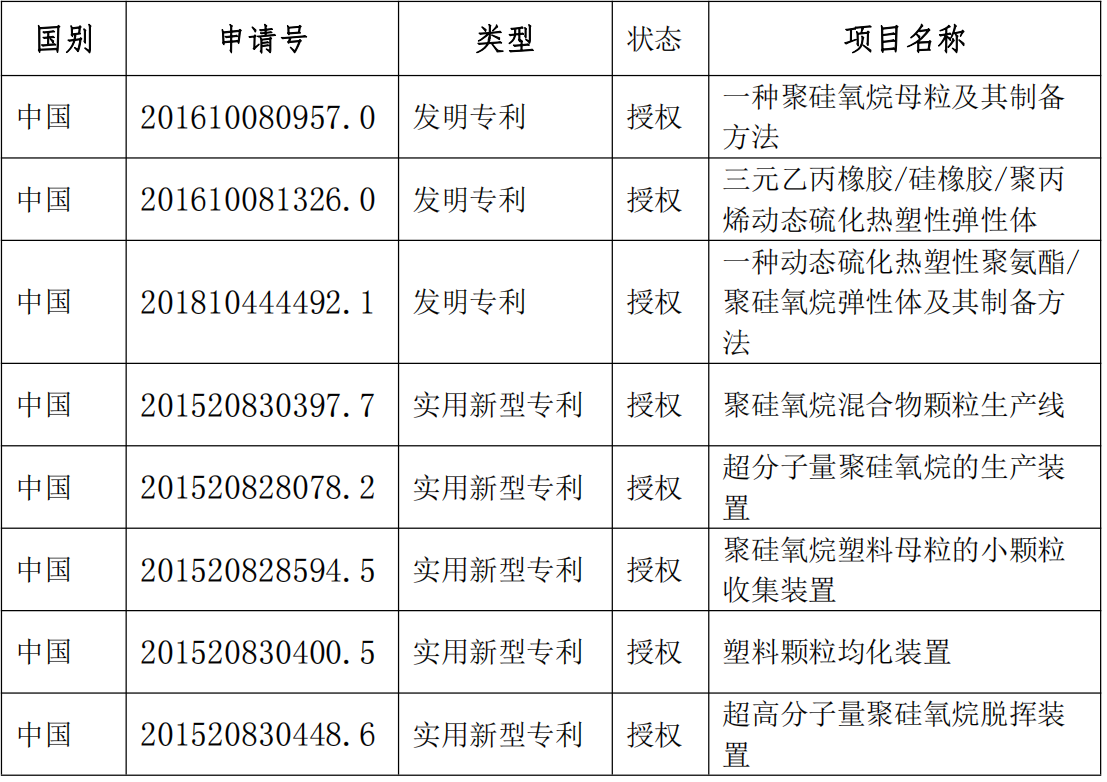 国别 申请号 类型 状态 项目名称
中国 201610080957.0 发明专利 授权 一种聚硅氧烷母粒及其制备
方法
中国 201610081326.0 发明专利 授权 三元乙丙橡胶/硅橡胶/聚丙
烯动态硫化热塑性弹性体
中国 201810444492.1 发明专利 授权 一种动态硫化热塑性聚氨酯/
聚硅氧烷弹性体及其制备方
法
中国 201520830397.7 实用新型专利 授权 聚硅氧烷混合物颗粒生产线
中国 201520828078.2 实用新型专利 授权 超分子量聚硅氧烷的生产装
置
中国 201520828594.5 实用新型专利 授权 聚硅氧烷塑料母粒的小颗粒
收集装置
中国 201520830400.5 实用新型专利 授权 塑料颗粒均化装置
中国 201520830448.6 实用新型专利 授权 超高分子量聚硅氧烷脱挥装
置